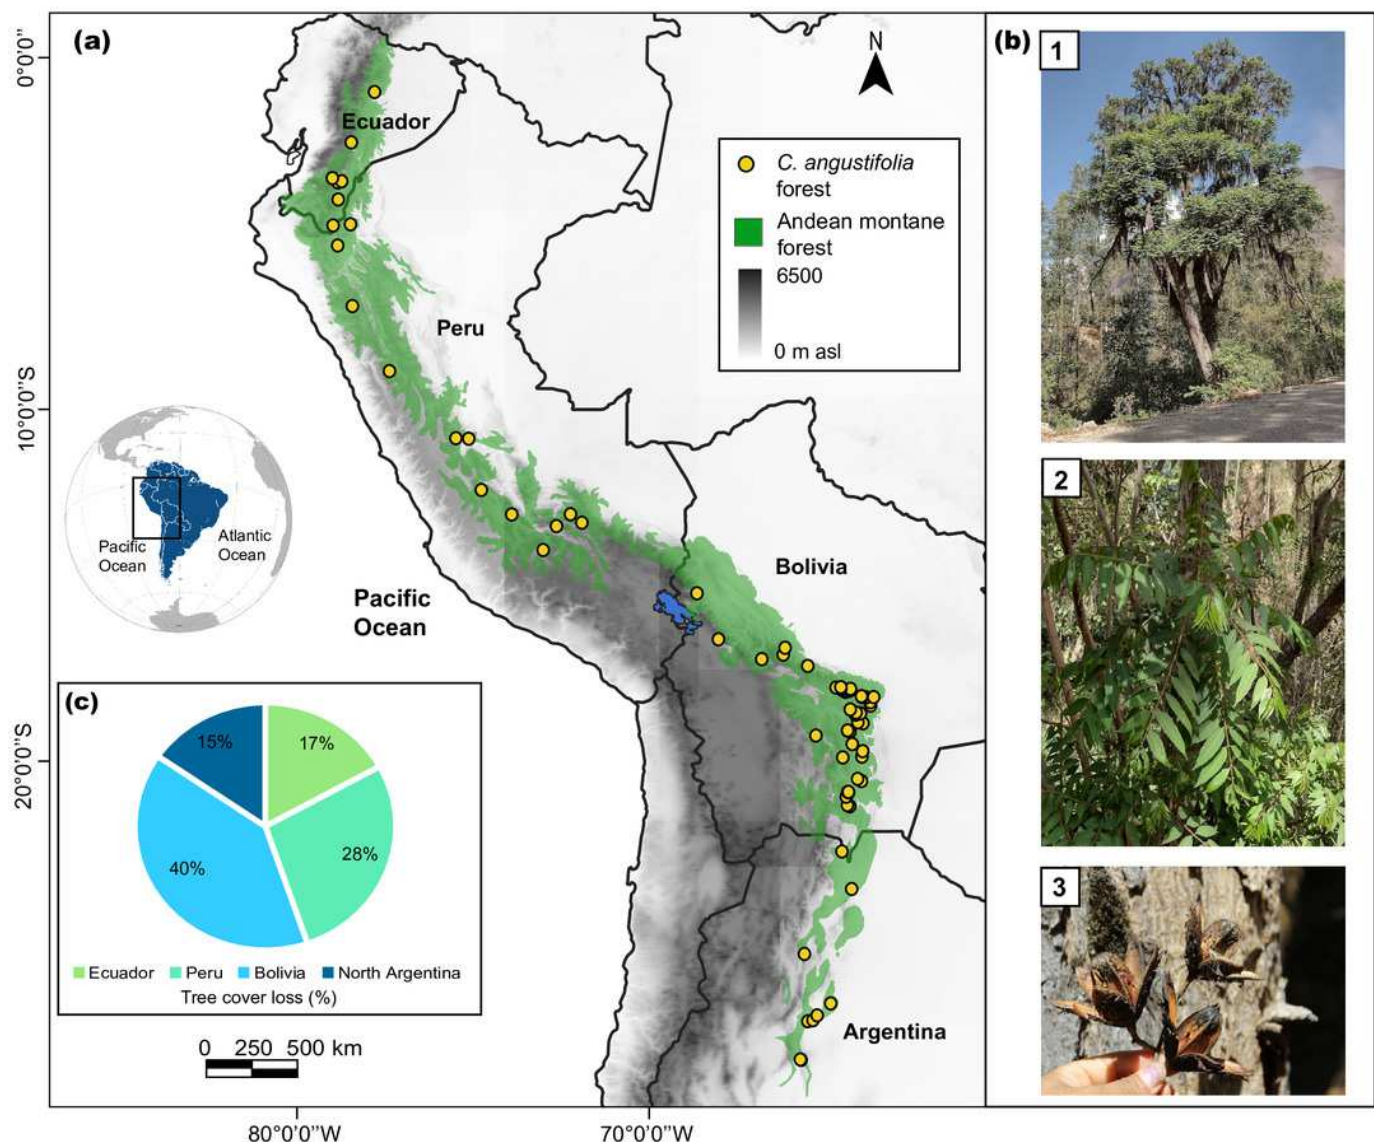 (a)
N
0°0'0"
10°0'0"S
20°0'0"S
80°0'0"W
70°0'0"W
Ecuador
Peru
Bolivia
Argentina
Pacific
Ocean
C. angustifolia
forest
Andean montane
forest
6500
0 m asl
Pacific
Ocean
Atlantic
Ocean
(c)
15%
17%
40%
28%
Ecuador Peru Bolivia North Argentina
Tree cover loss (%)
0 250 500 km
(b)
1
2
3